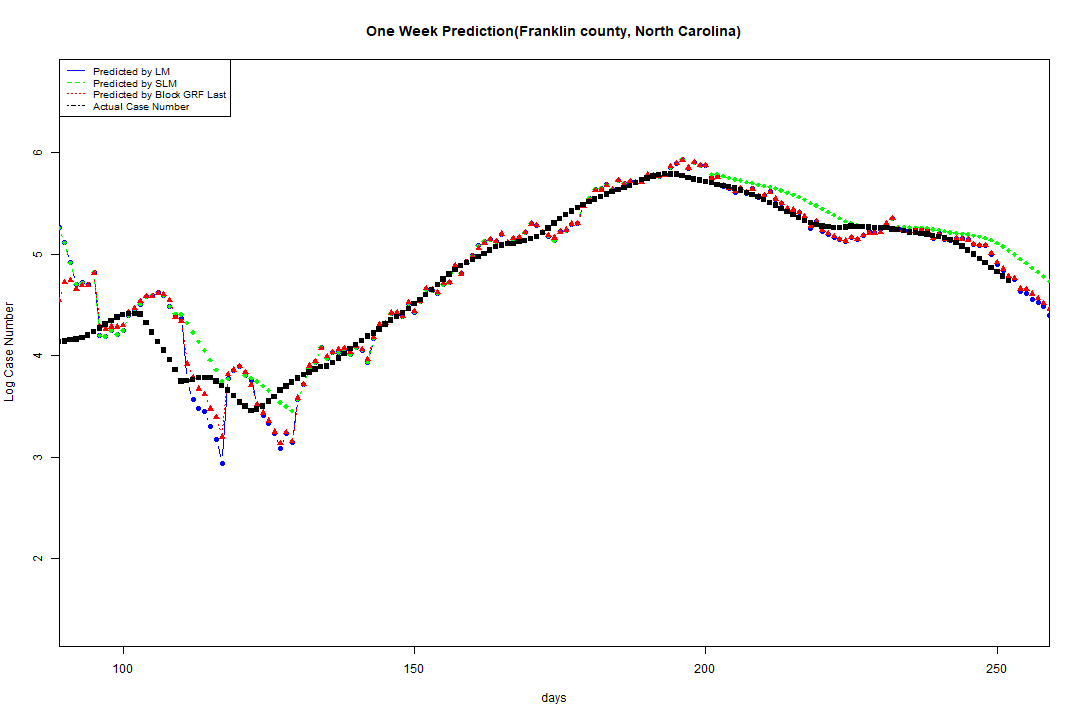 One Week Prediction(Franklin county, North Carolina)
Predicted by LM
Predicted by SLM
Predicted by Block GRF Last
Actual Case Number
6
5
4
3
2
Log Case Number
100 150 200 250
days